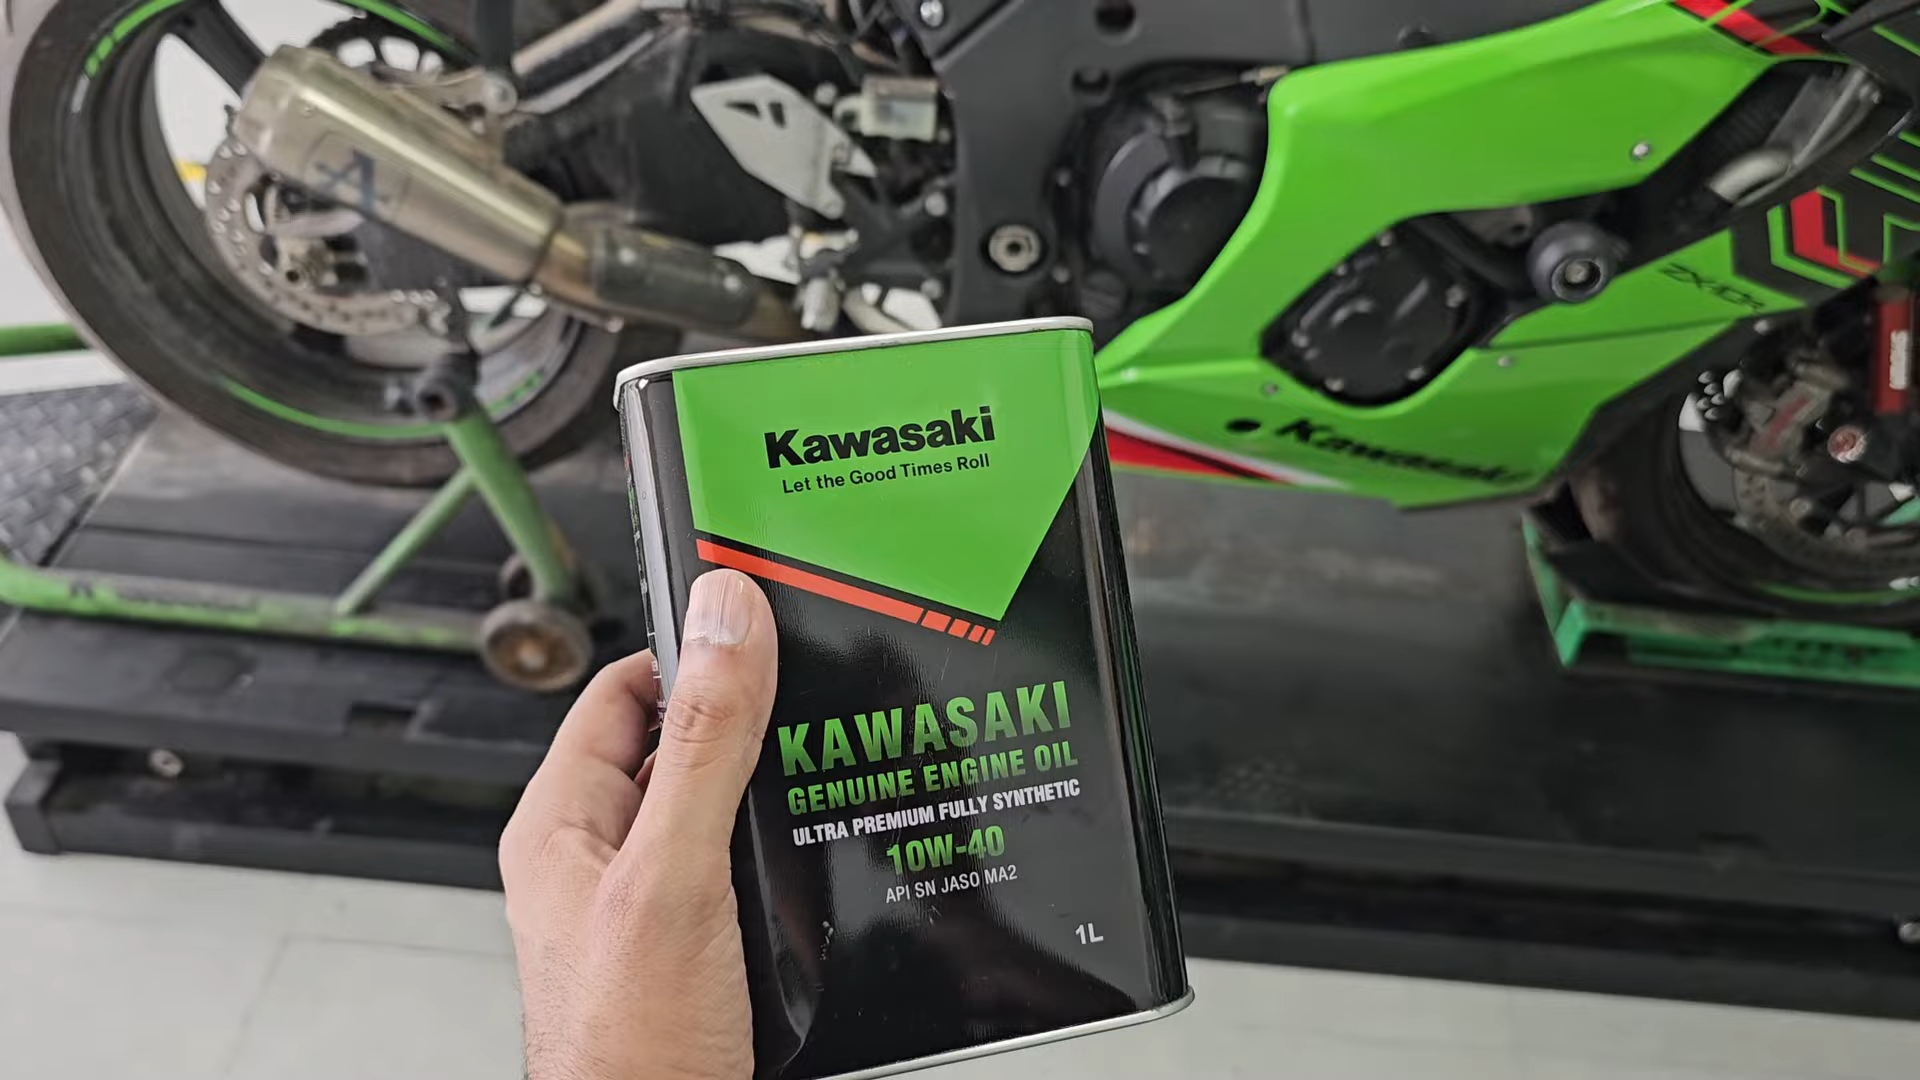 Kawasaki
Let the Good Times Roll
KAWASAKI
GENUINE ENGINE OIL
ULTRA PREMIUM FULLY SYNTHETIC
10W-40
API SN JASO MA2
1L
Kawasaki